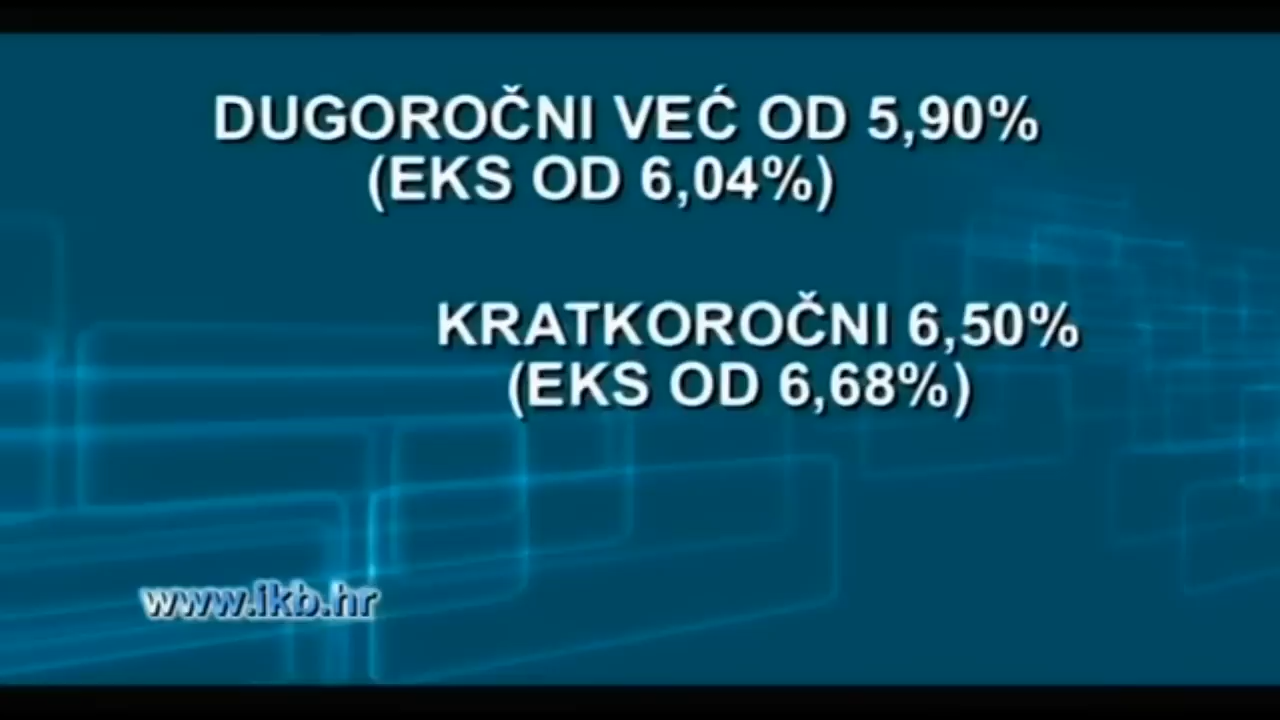 DUGOROČNI VEĆ OD 5,90%
(EKS OD 6,04%)
KRATKOROČNI 6,50%
(EKS OD 6,68%)
www.ikb.hr